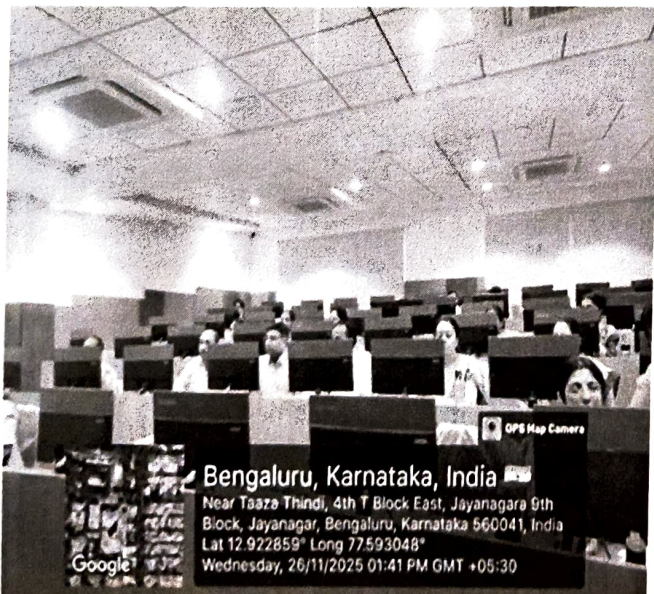 GPS Map Camera
Bengaluru, Karnataka, India
Near Taaza Thindi, 4th T Block East, Jayanagara 9th
Block, Jayanagar, Bengaluru, Karnataka 560041, India
Lat 12.922859° Long 77.593048°
Wednesday, 26/11/2025 01:41 PM GMT +05:30
Google